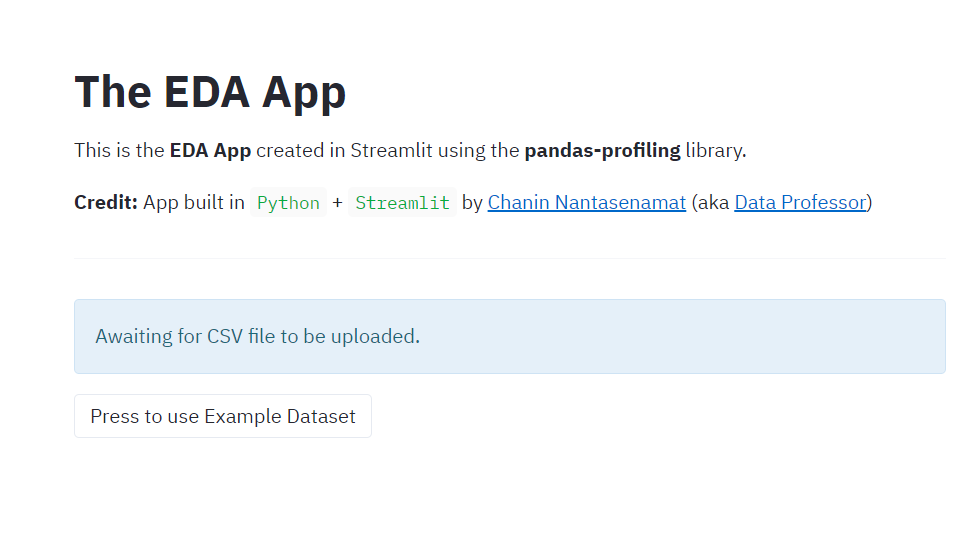 The EDA App
This is the EDA App created in Streamlit using the pandas-profiling library.
Credit: App built in Python + Streamlit by Chanin Nantasenamat (aka Data Professor)
Awaiting for CSV file to be uploaded.
Press to use Example Dataset